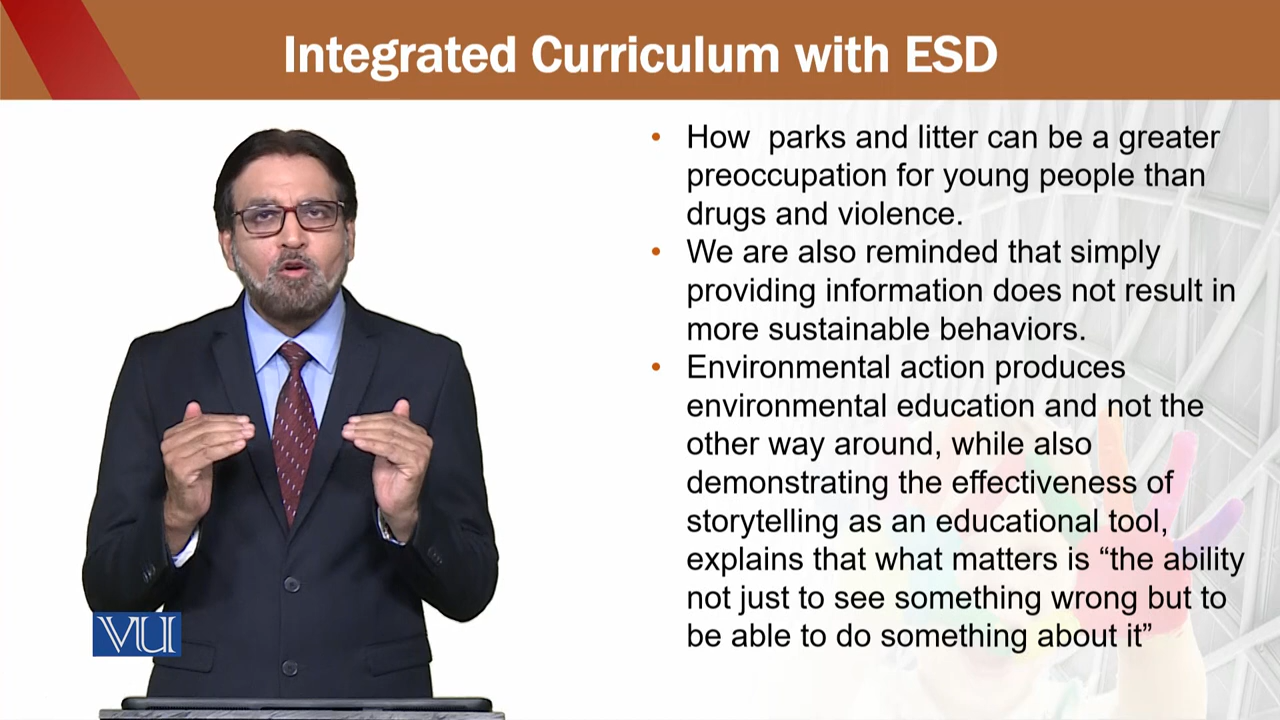 Integrated Curriculum with ESD
• How  parks and litter can be a greater
preoccupation for young people than
drugs and violence.
• We are also reminded that simply
providing information does not result in
more sustainable behaviors.
• Environmental action produces
environmental education and not the
other way around, while also
demonstrating the effectiveness of
storytelling as an educational tool,
explains that what matters is “the ability
not just to see something wrong but to
be able to do something about it”
VU